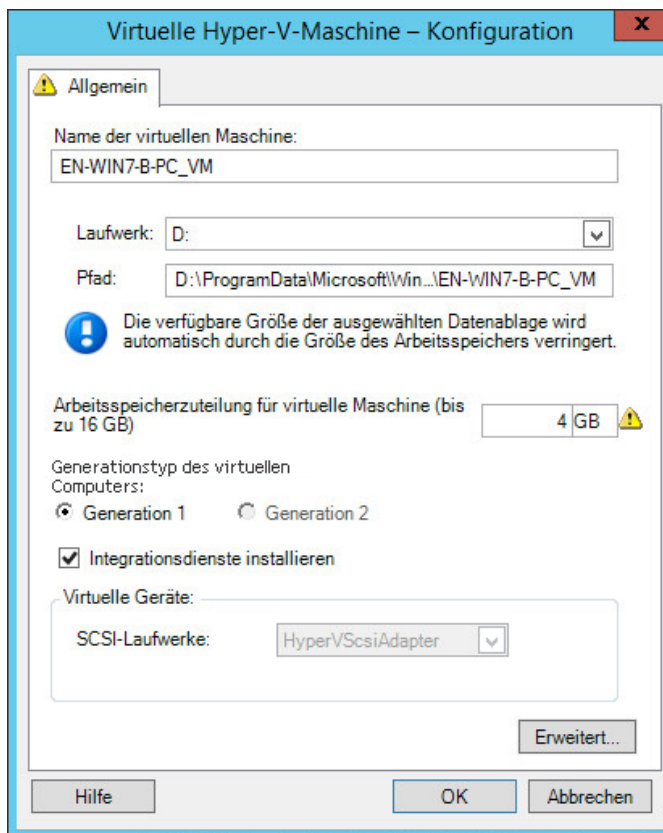 Virtuelle Hyper-V-Maschine – Konfiguration
x
Allgemein
Name der virtuellen Maschine:
EN-WIN7-B-PC_VM
Laufwerk: D:
Pfad: D:\ProgramData\Microsoft\Win...\EN-WIN7-B-PC_VM
Die verfügbare Größe der ausgewählten Datenablage wird
automatisch durch die Größe des Arbeitsspeichers verringert.
Arbeitsspeicherzuteilung für virtuelle Maschine (bis
zu 16 GB)
4 GB
Generationstyp des virtuellen
Computers:
Generation 1 Generation 2
Integrationsdienste installieren
Virtuelle Geräte:
SCSI-Laufwerke: HyperVScsiAdapter
Erweitert...
Hilfe OK Abbrechen